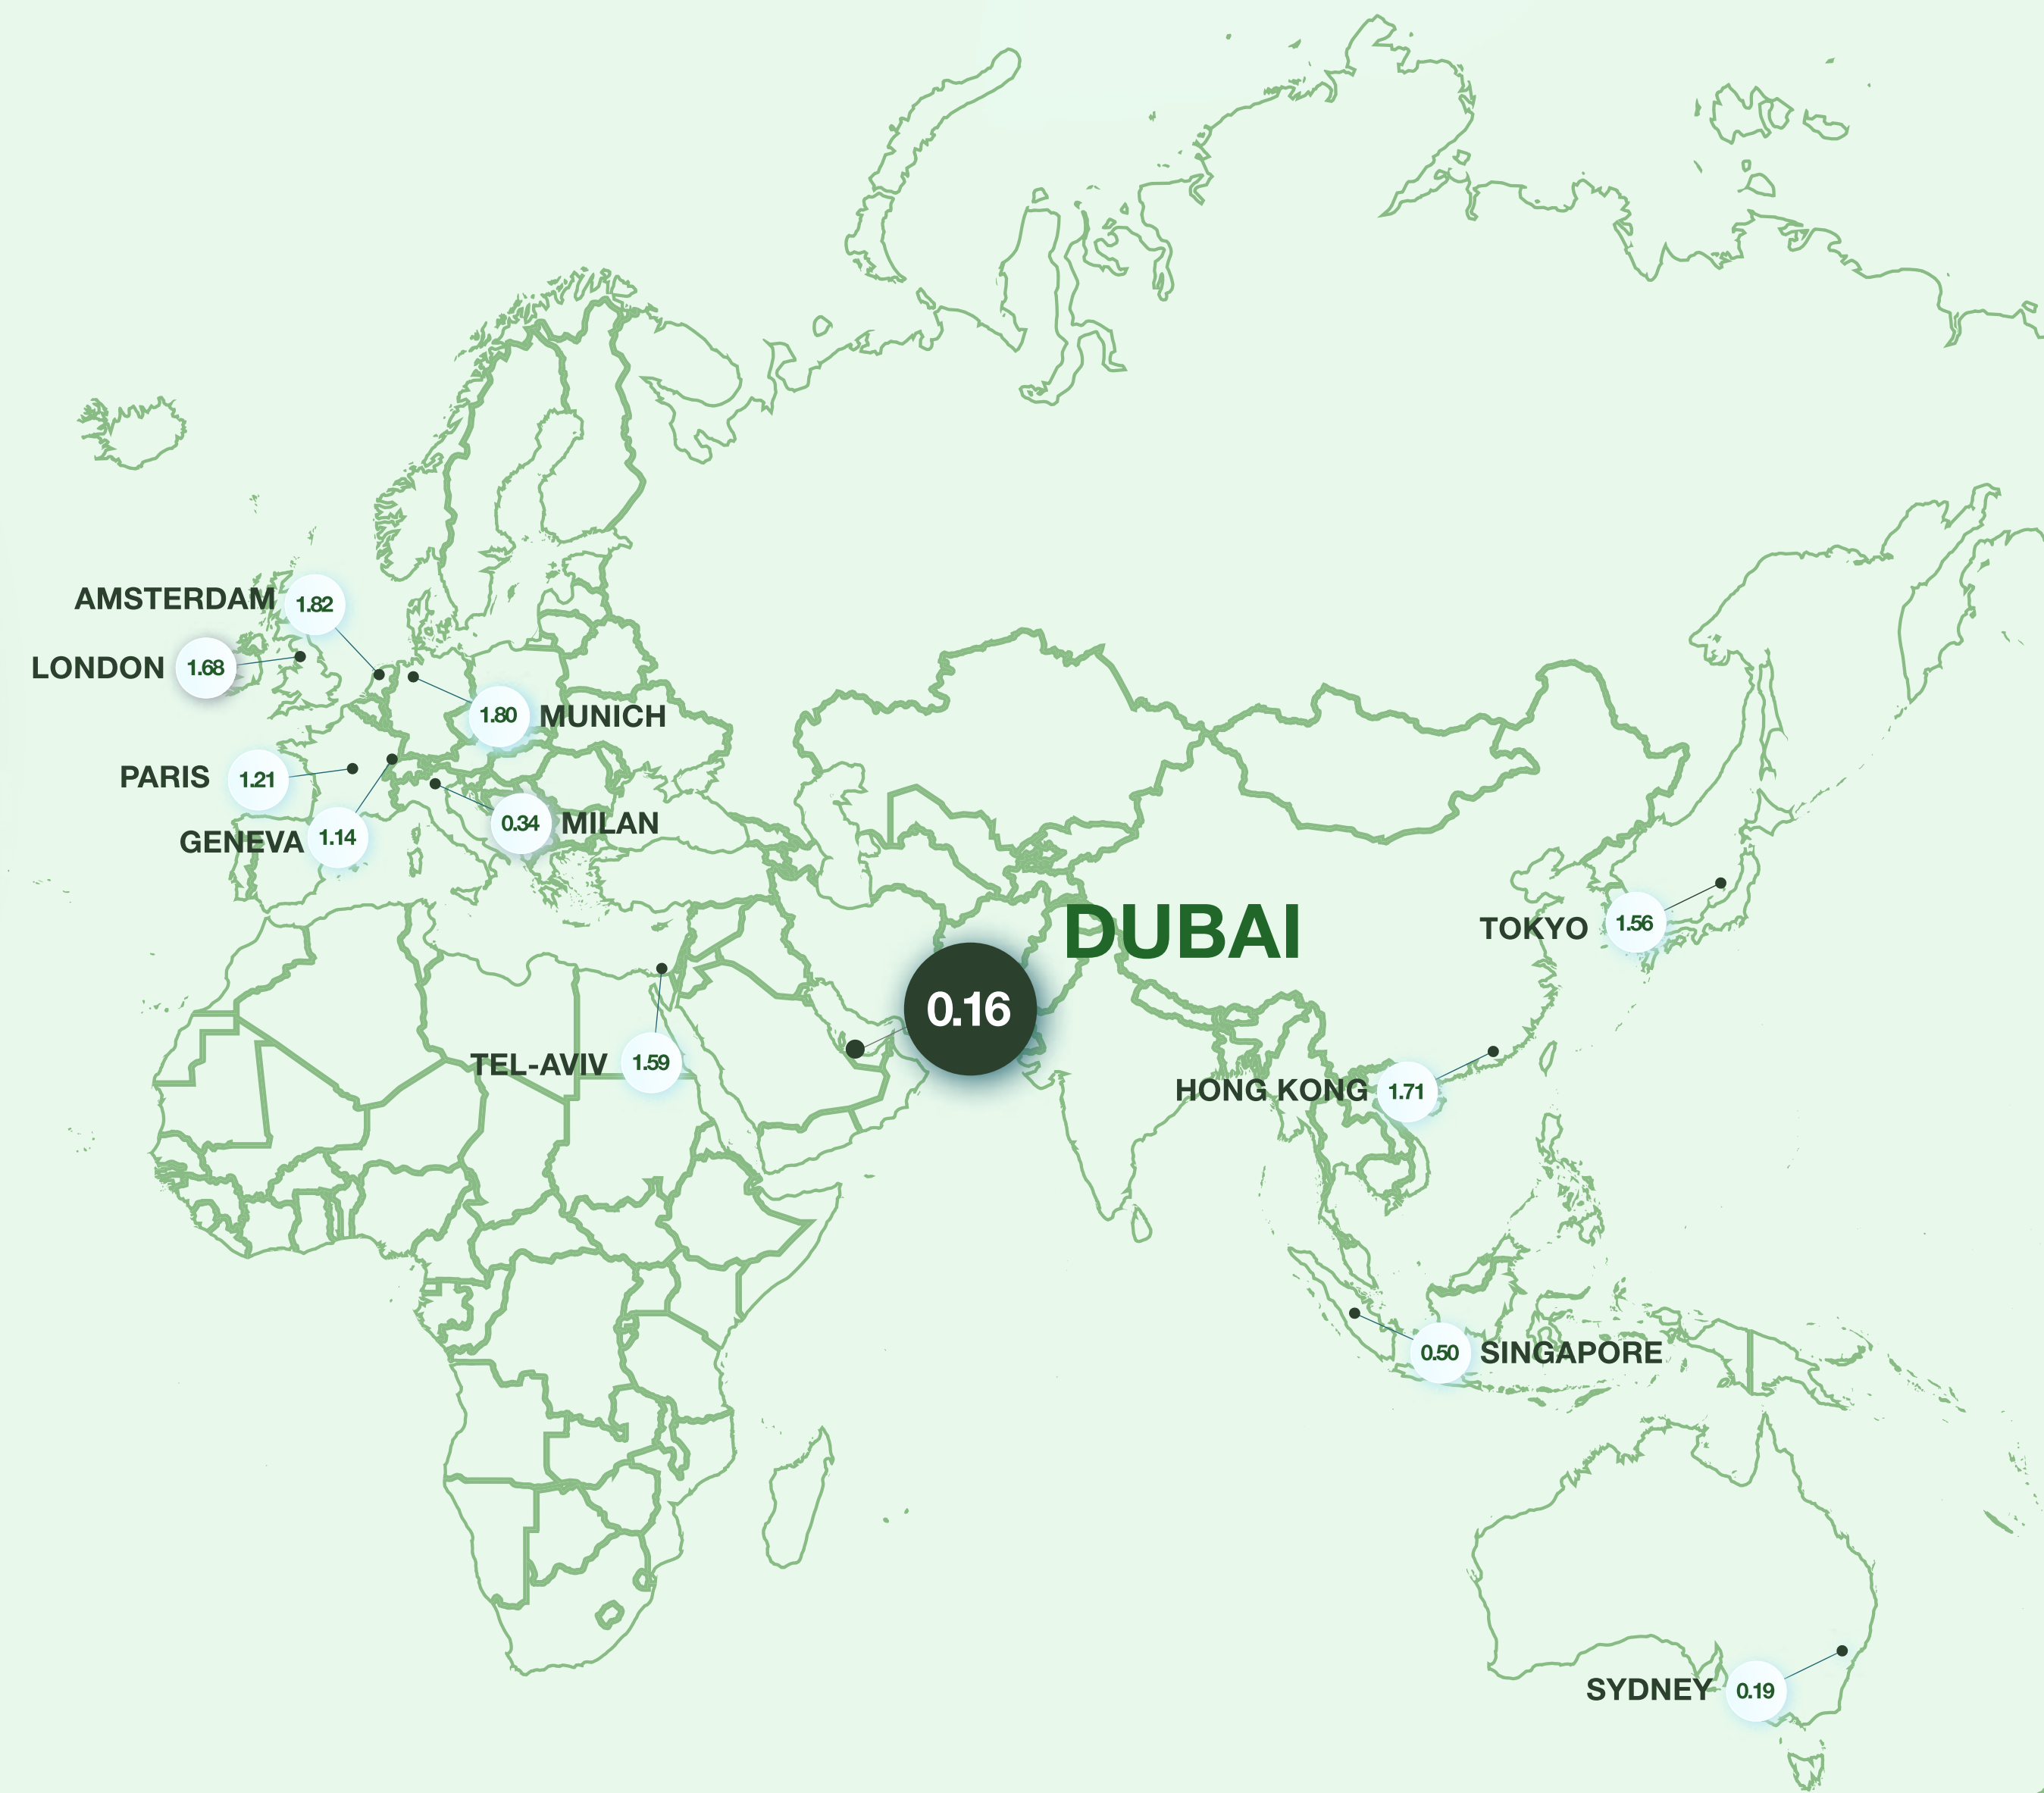 AMSTERDAM 1.82
LONDON 1.68
1.80 MUNICH
PARIS 1.21
GENEVA 1.14
0.34 MILAN
DUBAI
0.16
TOKYO 1.56
TEL-AVIV 1.59
HONG KONG 1.71
0.50 SINGAPORE
SYDNEY 0.19